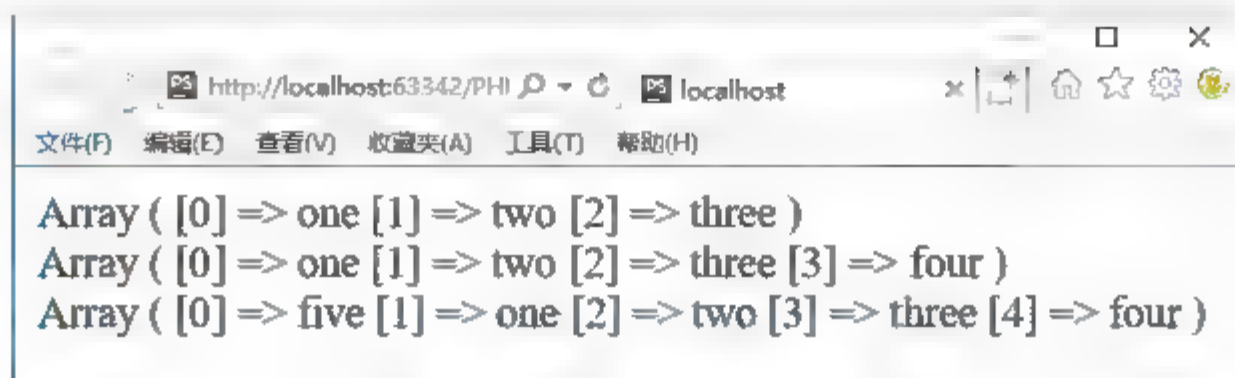 http://localhost:63342/PHI
localhost
文件(F) 编辑(E) 查看(V) 收藏夹(A) 工具(T) 帮助(H)
Array ( [0] => one [1] => two [2] => three )
Array ( [0] => one [1] => two [2] => three [3] => four )
Array ( [0] => five [1] => one [2] => two [3] => three [4] => four )